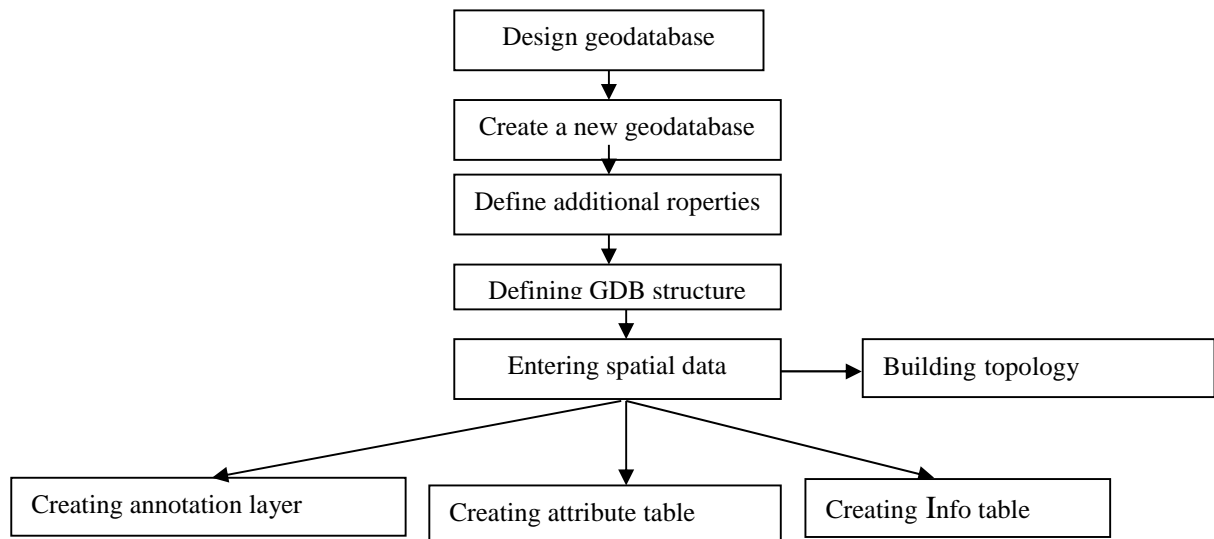 Design geodatabase
Create a new geodatabase
Define additional roperties
Defining GDB structure
Entering spatial data
Building topology
Creating annotation layer
Creating attribute table
Creating Info table